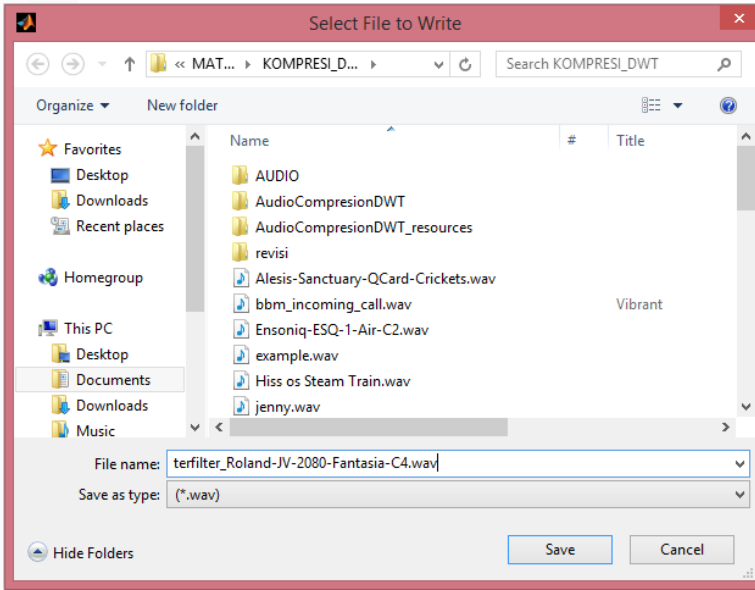 Select File to Write
« MAT... KOMPRESI_D...
Search KOMPRESI_DWT
Organize
New folder
Name # Title
Favorites
Desktop
Downloads
Recent places
Homegroup
This PC
Desktop
Documents
Downloads
Music
AUDIO
AudioCompresionDWT
AudioCompresionDWT_resources
revisi
Alesis-Sanctuary-QCard-Crickets.wav
bbm_incoming_call.wav Vibrant
Ensoniq-ESQ-1-Air-C2.wav
example.wav
Hiss os Steam Train.wav
jenny.wav
File name: terfilter_Roland-JV-2080-Fantasia-C4.wav
Save as type: (*.wav)
Hide Folders
Save
Cancel